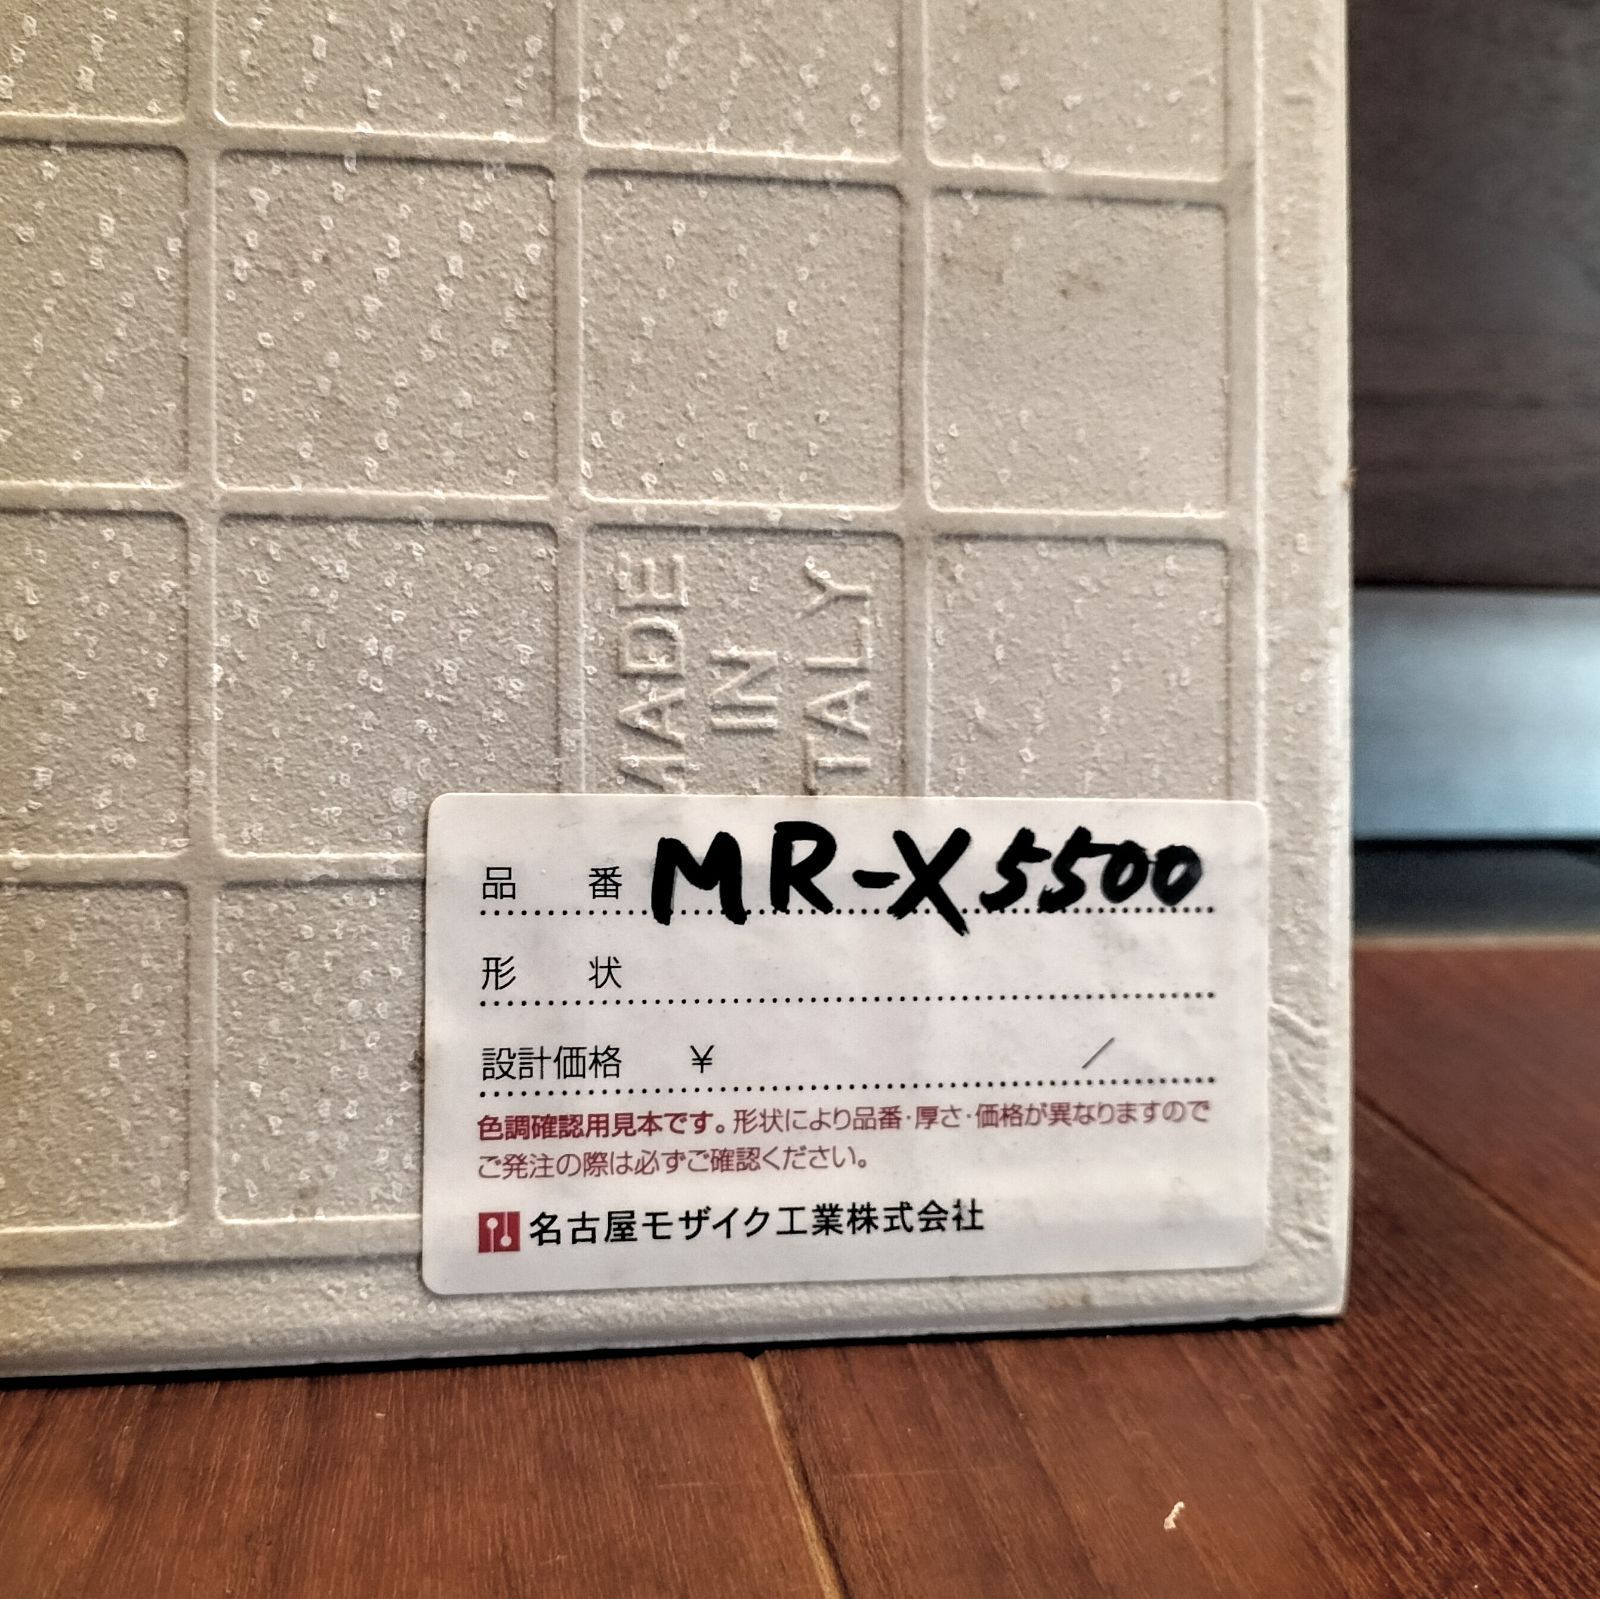 MADE
IN
ITALY
品番 MR-X5500
形状
設計価格 ¥ /
色調確認用見本です。形状により品番・厚さ・価格が異なりますので
ご発注の際は必ずご確認ください。
名古屋モザイク工業株式会社